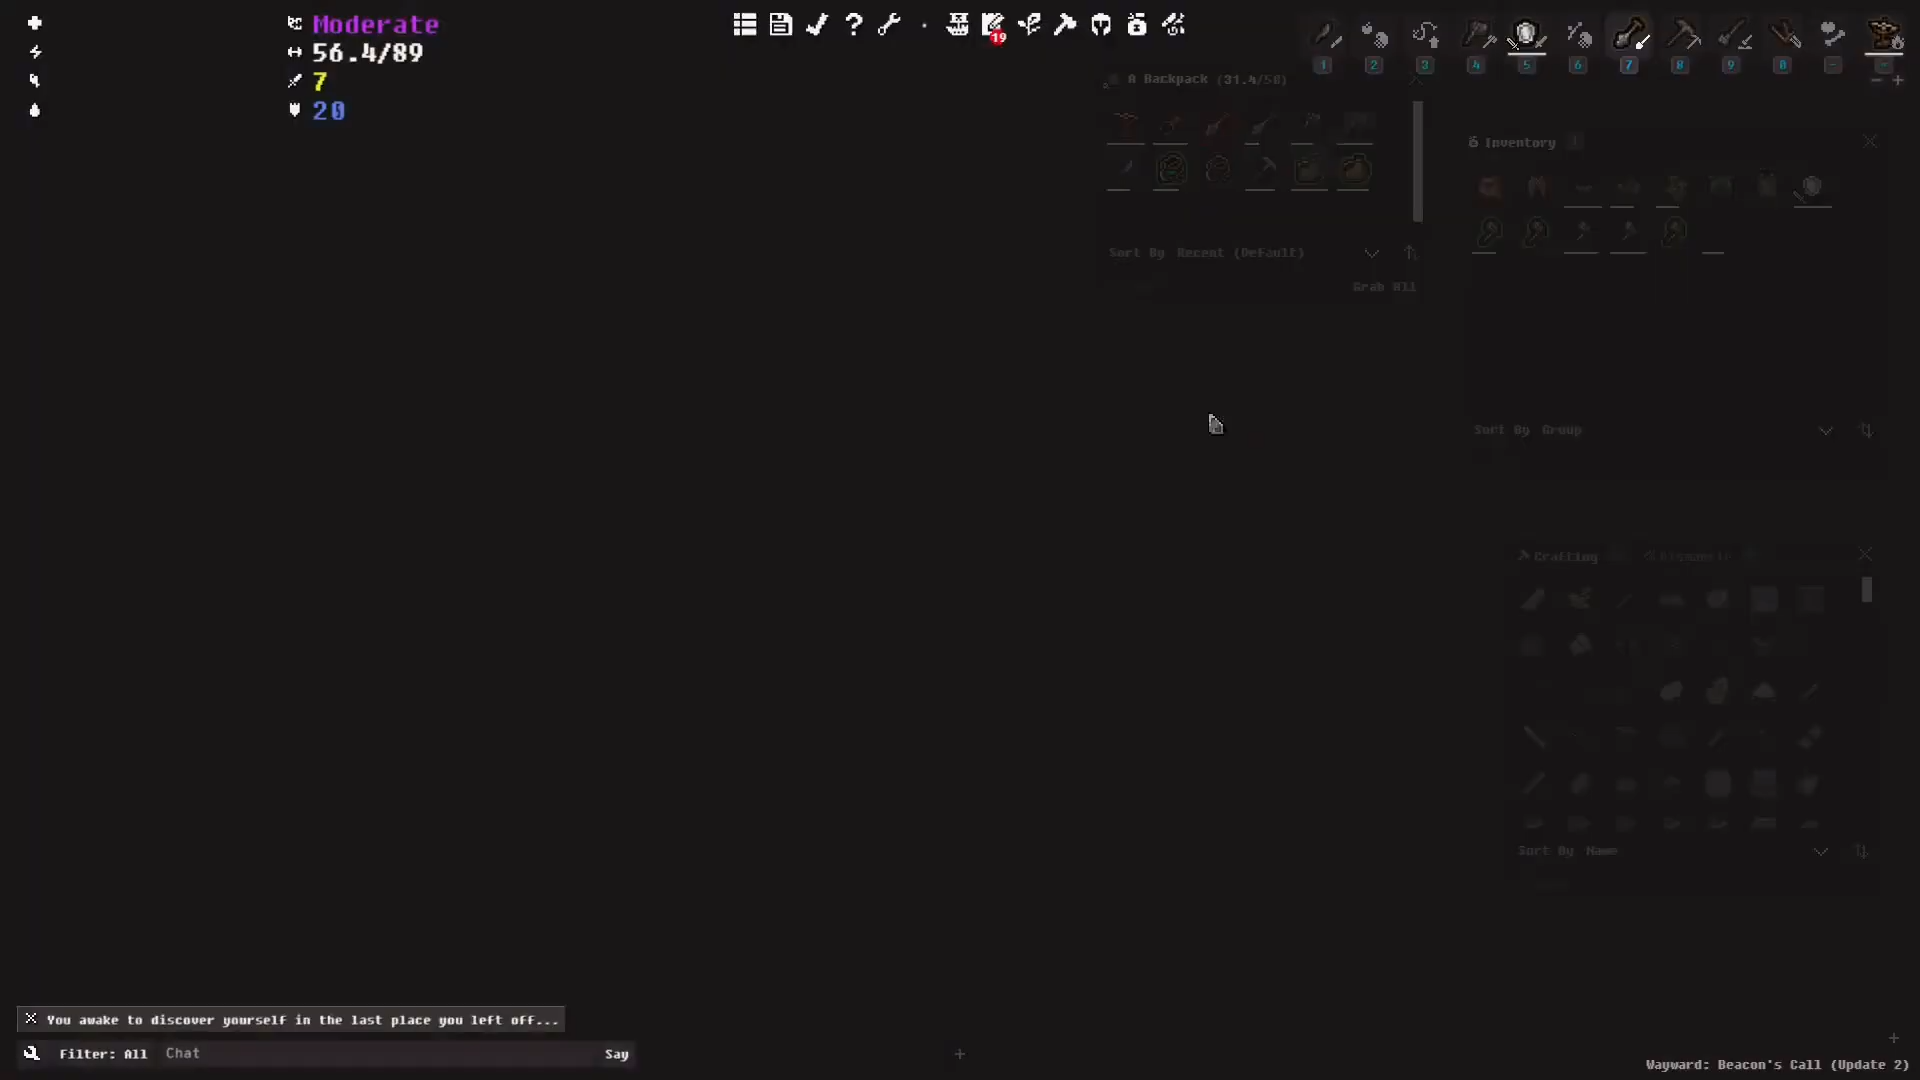 Moderate
56.4/89
7
20
19
1 2 3 4 5 6 7 8 9 0 - =
A Backpack (31.4/50)
Sort By Recent (Default)
Grab All
Inventory
Sort By Group
Crafting Dismantle
Sort By Name
You awake to discover yourself in the last place you left off...
Filter: All Chat Say
Wayward: Beacon's Call (Update 2)